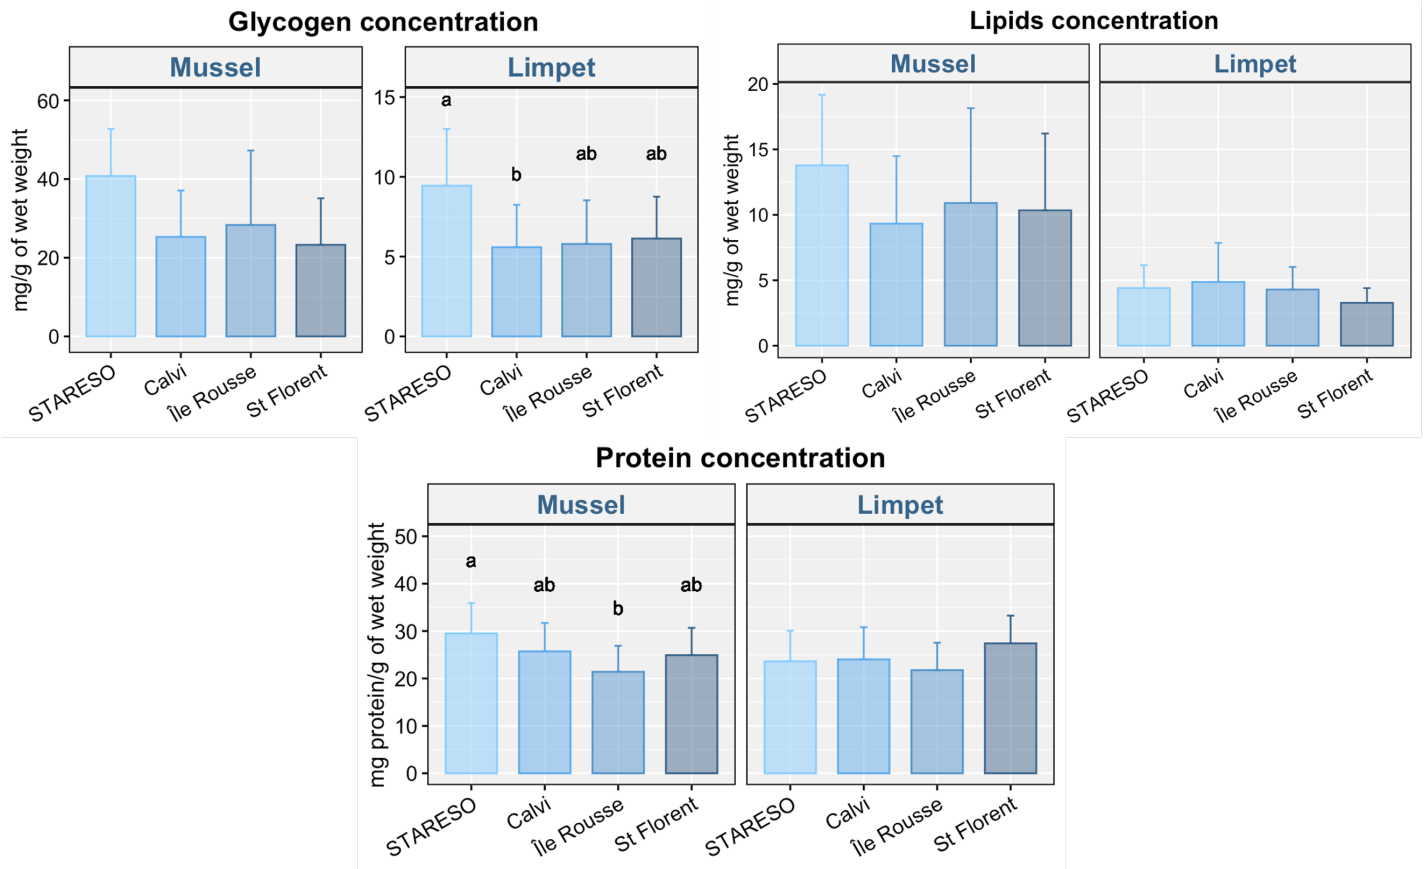 Glycogen concentration
Mussel
Limpet
mg/g of wet weight
60
40
20
0
15
10
5
0
a
b
ab
ab
STARESO
Calvi
Île Rousse
St Florent
STARESO
Calvi
Île Rousse
St Florent
Lipids concentration
Mussel
Limpet
mg/g of wet weight
20
15
10
5
0
STARESO
Calvi
Île Rousse
St Florent
STARESO
Calvi
Île Rousse
St Florent
Protein concentration
Mussel
Limpet
mg protein/g of wet weight
50
40
30
20
10
0
a
ab
b
ab
STARESO
Calvi
Île Rousse
St Florent
STARESO
Calvi
Île Rousse
St Florent